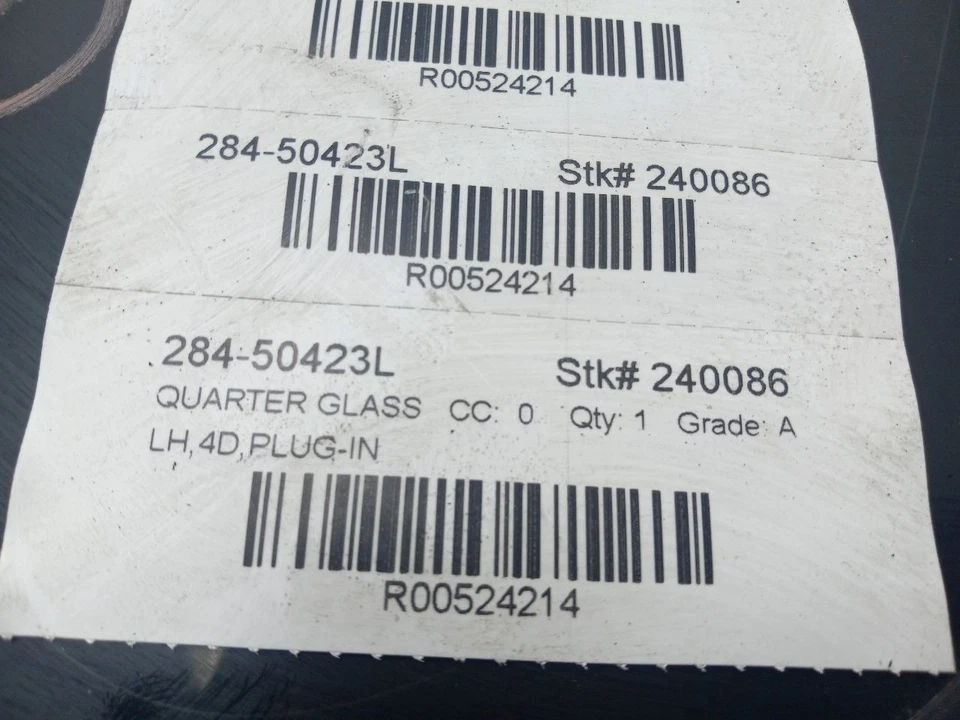 R00524214
284-50423L Stk# 240086
R00524214
284-50423L Stk# 240086
QUARTER GLASS CC: 0 Qty: 1 Grade: A
LH,4D,PLUG-IN
R00524214